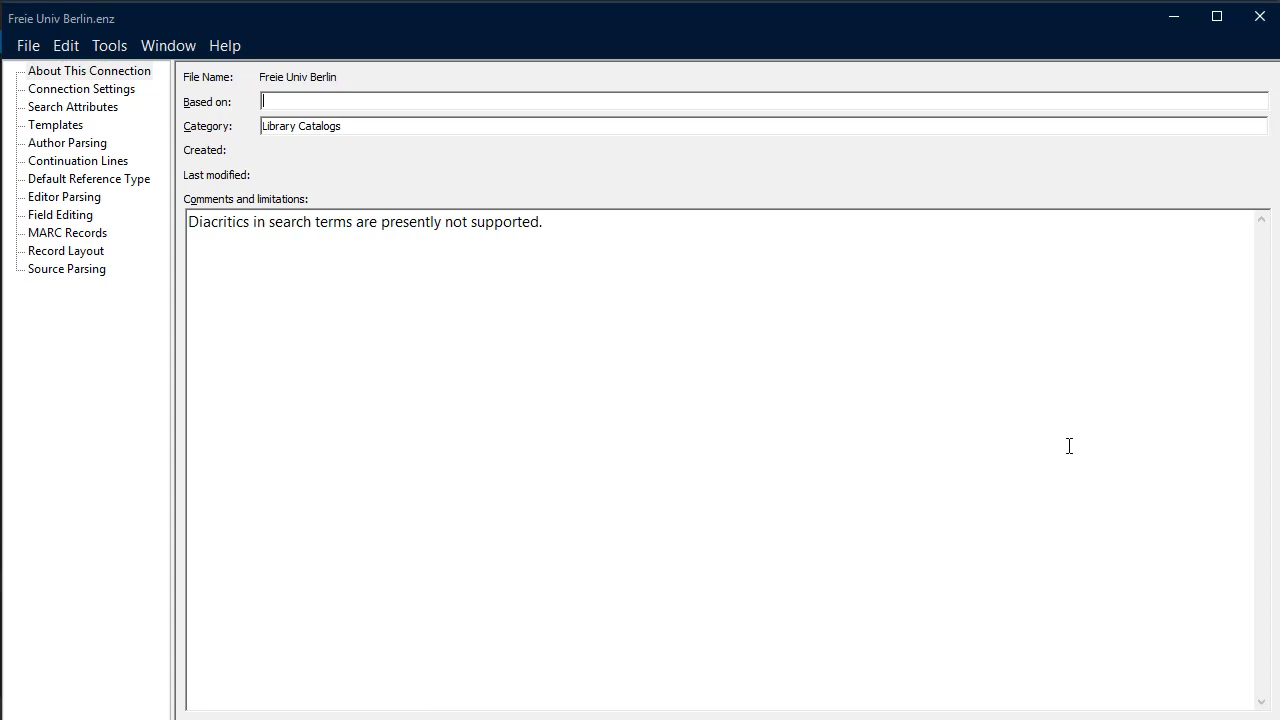 Freie Univ Berlin.enz
File Edit Tools Window Help
About This Connection
Connection Settings
Search Attributes
Templates
Author Parsing
Continuation Lines
Default Reference Type
Editor Parsing
Field Editing
MARC Records
Record Layout
Source Parsing
File Name: Freie Univ Berlin
Based on:
Category: Library Catalogs
Created:
Last modified:
Comments and limitations:
Diacritics in search terms are presently not supported.